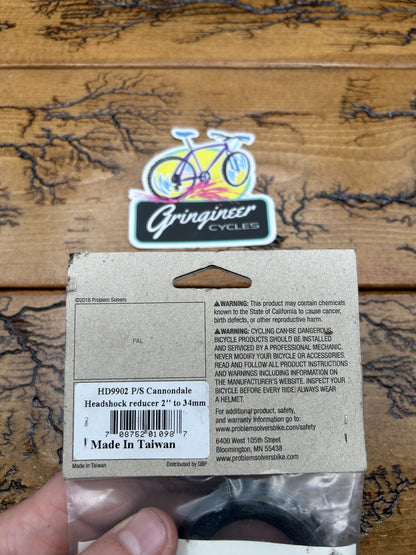 Gringineer
CYCLES
©2016 Problem Solvers
PAL
HD9902 P/S Cannondale
Headshock reducer 2" to 34mm
7 08752 01098 7
Made In Taiwan
Made in Taiwan
Distributed by QBP
WARNING: This product may contain chemicals
known to the State of California to cause cancer,
birth defects, or other reproductive harm.
WARNING: CYCLING CAN BE DANGEROUS.
BICYCLE PRODUCTS SHOULD BE INSTALLED
AND SERVICED BY A PROFESSIONAL MECHANIC.
NEVER MODIFY YOUR BICYCLE OR ACCESSORIES.
READ AND FOLLOW ALL PRODUCT INSTRUCTIONS
AND WARNINGS INCLUDING INFORMATION ON
THE MANUFACTURER'S WEBSITE. INSPECT YOUR
BICYCLE BEFORE EVERY RIDE. ALWAYS WEAR
A HELMET.
For additional product, safety,
and warranty information go to:
www.problemsolversbike.com/safety
6400 West 105th Street
Bloomington, MN 55438
www.problemsolversbike.com